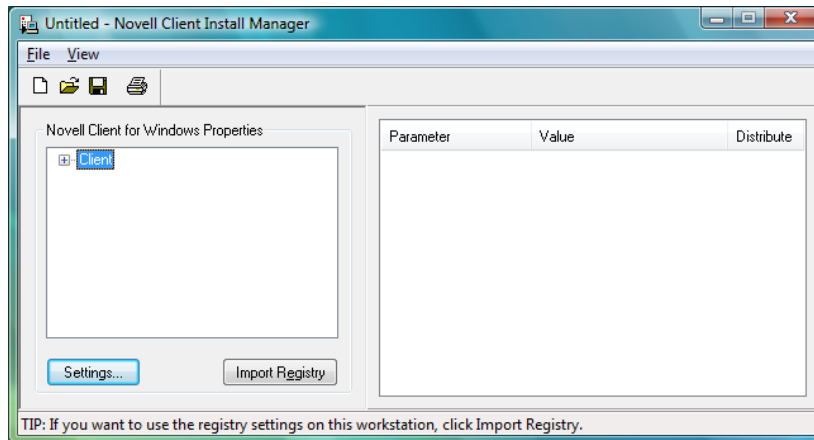 Untitled - Novell Client Install Manager
File View
Novell Client for Windows Properties
Client
Settings...
Import Registry
Parameter Value Distribute
TIP: If you want to use the registry settings on this workstation, click Import Registry.